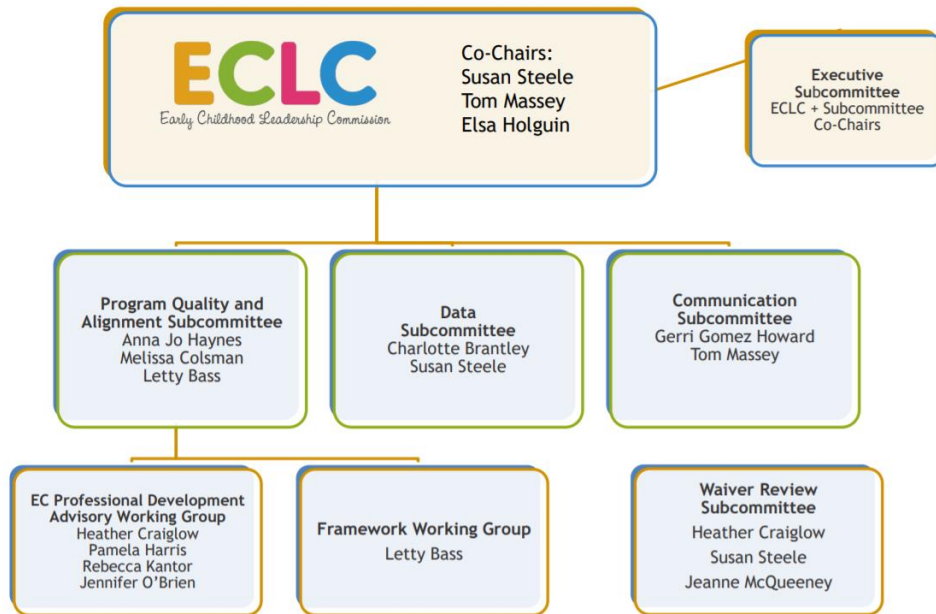 ECLC
Early Childhood Leadership Commission
Co-Chairs:
Susan Steele
Tom Massey
Elsa Holguin
Executive
Subcommittee
ECLC + Subcommittee
Co-Chairs
Program Quality and
Alignment Subcommittee
Anna Jo Haynes
Melissa Colsman
Letty Bass
Data
Subcommittee
Charlotte Brantley
Susan Steele
Communication
Subcommittee
Gerri Gomez Howard
Tom Massey
EC Professional Development
Advisory Working Group
Heather Craiglow
Pamela Harris
Rebecca Kantor
Jennifer O’Brien
Framework Working Group
Letty Bass
Waiver Review
Subcommittee
Heather Craiglow
Susan Steele
Jeanne McQueeney